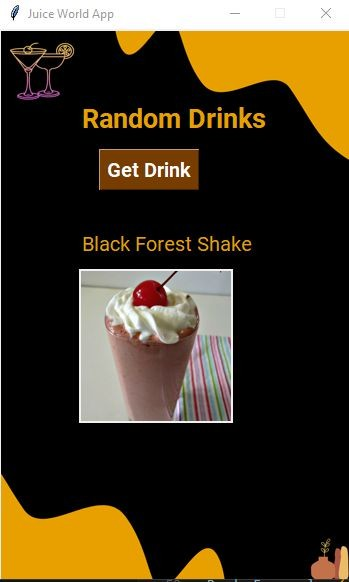 Juice World App
Random Drinks
Get Drink
Black Forest Shake